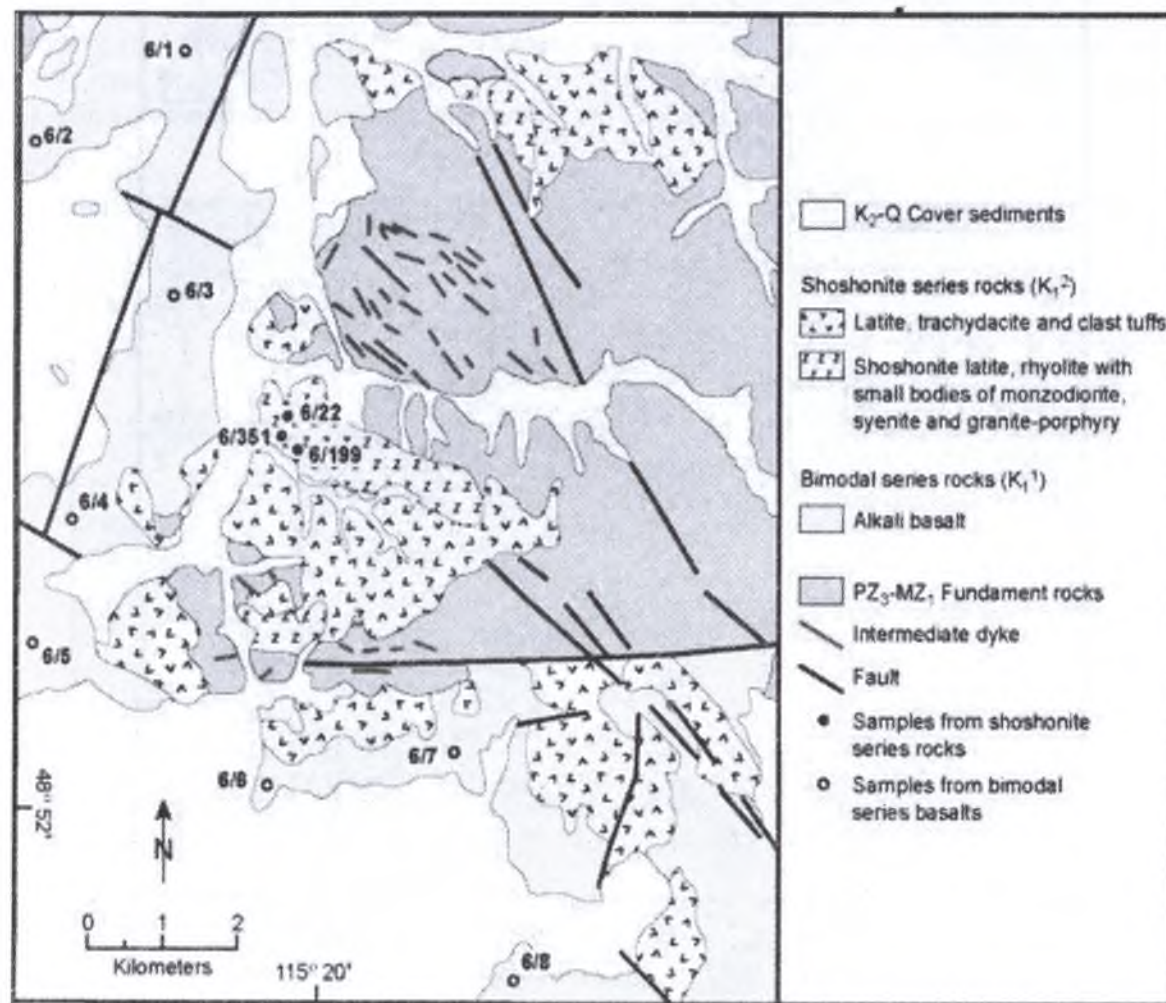 6/1
6/2
6/3
6/22
6/351
6/199
6/4
6/5
6/7
6/6
48° 52'
N
0 1 2
Kilometers
115° 20'
6/8
K₂-Q Cover sediments
Shoshonite series rocks (K₁²)
Latite, trachydacite and clast tuffs
Shoshonite latite, rhyolite with
small bodies of monzodiorite,
syenite and granite-porphyry
Bimodal series rocks (K₁¹)
Alkali basalt
PZ₃-MZ₁ Fundament rocks
Intermediate dyke
Fault
Samples from shoshonite
series rocks
Samples from bimodal
series basalts